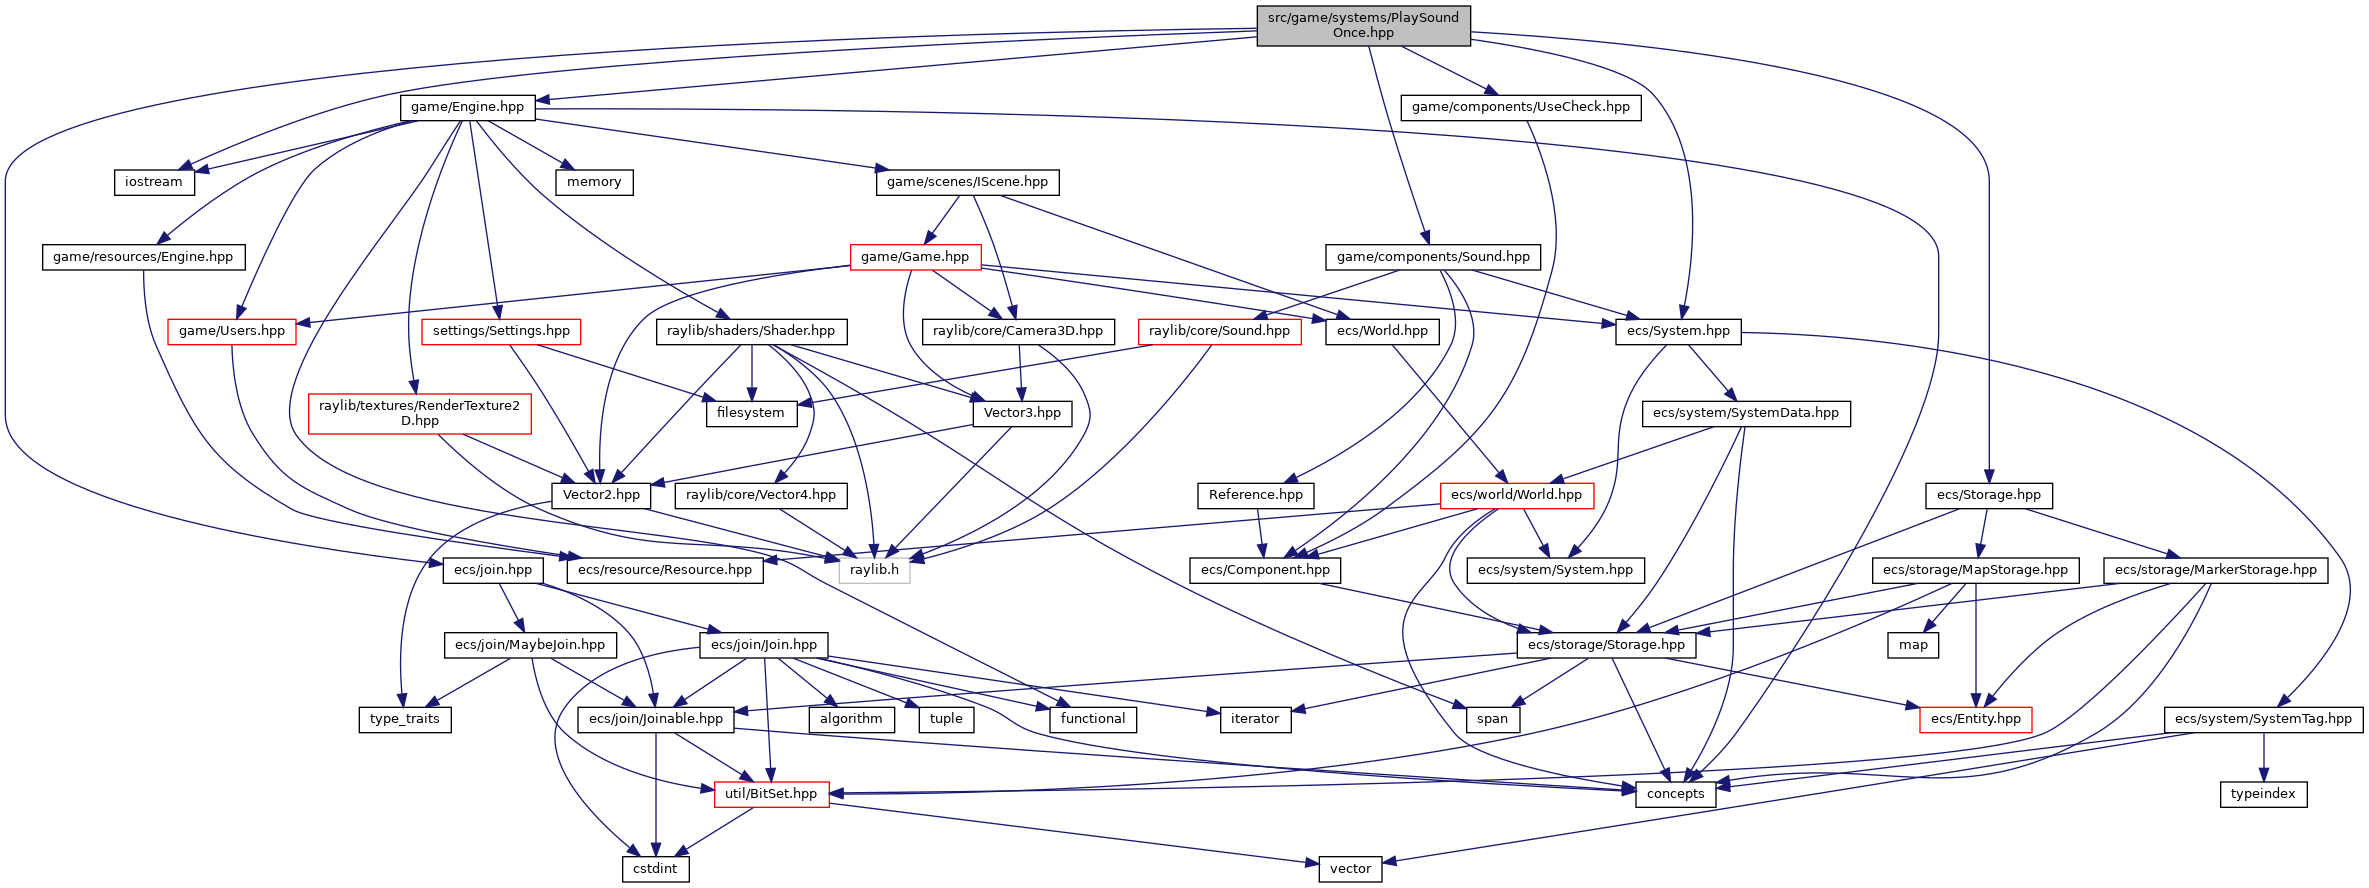 src/game/systems/PlaySound
Once.hpp
game/Engine.hpp
game/components/UseCheck.hpp
iostream
memory
game/scenes/IScene.hpp
game/resources/Engine.hpp
game/Game.hpp
game/components/Sound.hpp
game/Users.hpp
settings/Settings.hpp
raylib/shaders/Shader.hpp
raylib/core/Camera3D.hpp
raylib/core/Sound.hpp
ecs/World.hpp
ecs/System.hpp
raylib/textures/RenderTexture2
D.hpp
filesystem
Vector3.hpp
ecs/system/SystemData.hpp
Vector2.hpp
raylib/core/Vector4.hpp
Reference.hpp
ecs/world/World.hpp
ecs/Storage.hpp
ecs/join.hpp
ecs/resource/Resource.hpp
raylib.h
ecs/Component.hpp
ecs/system/System.hpp
ecs/storage/MapStorage.hpp
ecs/storage/MarkerStorage.hpp
ecs/join/MaybeJoin.hpp
ecs/join/Join.hpp
ecs/storage/Storage.hpp
map
type_traits
ecs/join/Joinable.hpp
algorithm
tuple
functional
iterator
span
ecs/Entity.hpp
ecs/system/SystemTag.hpp
util/BitSet.hpp
concepts
typeindex
cstdint
vector